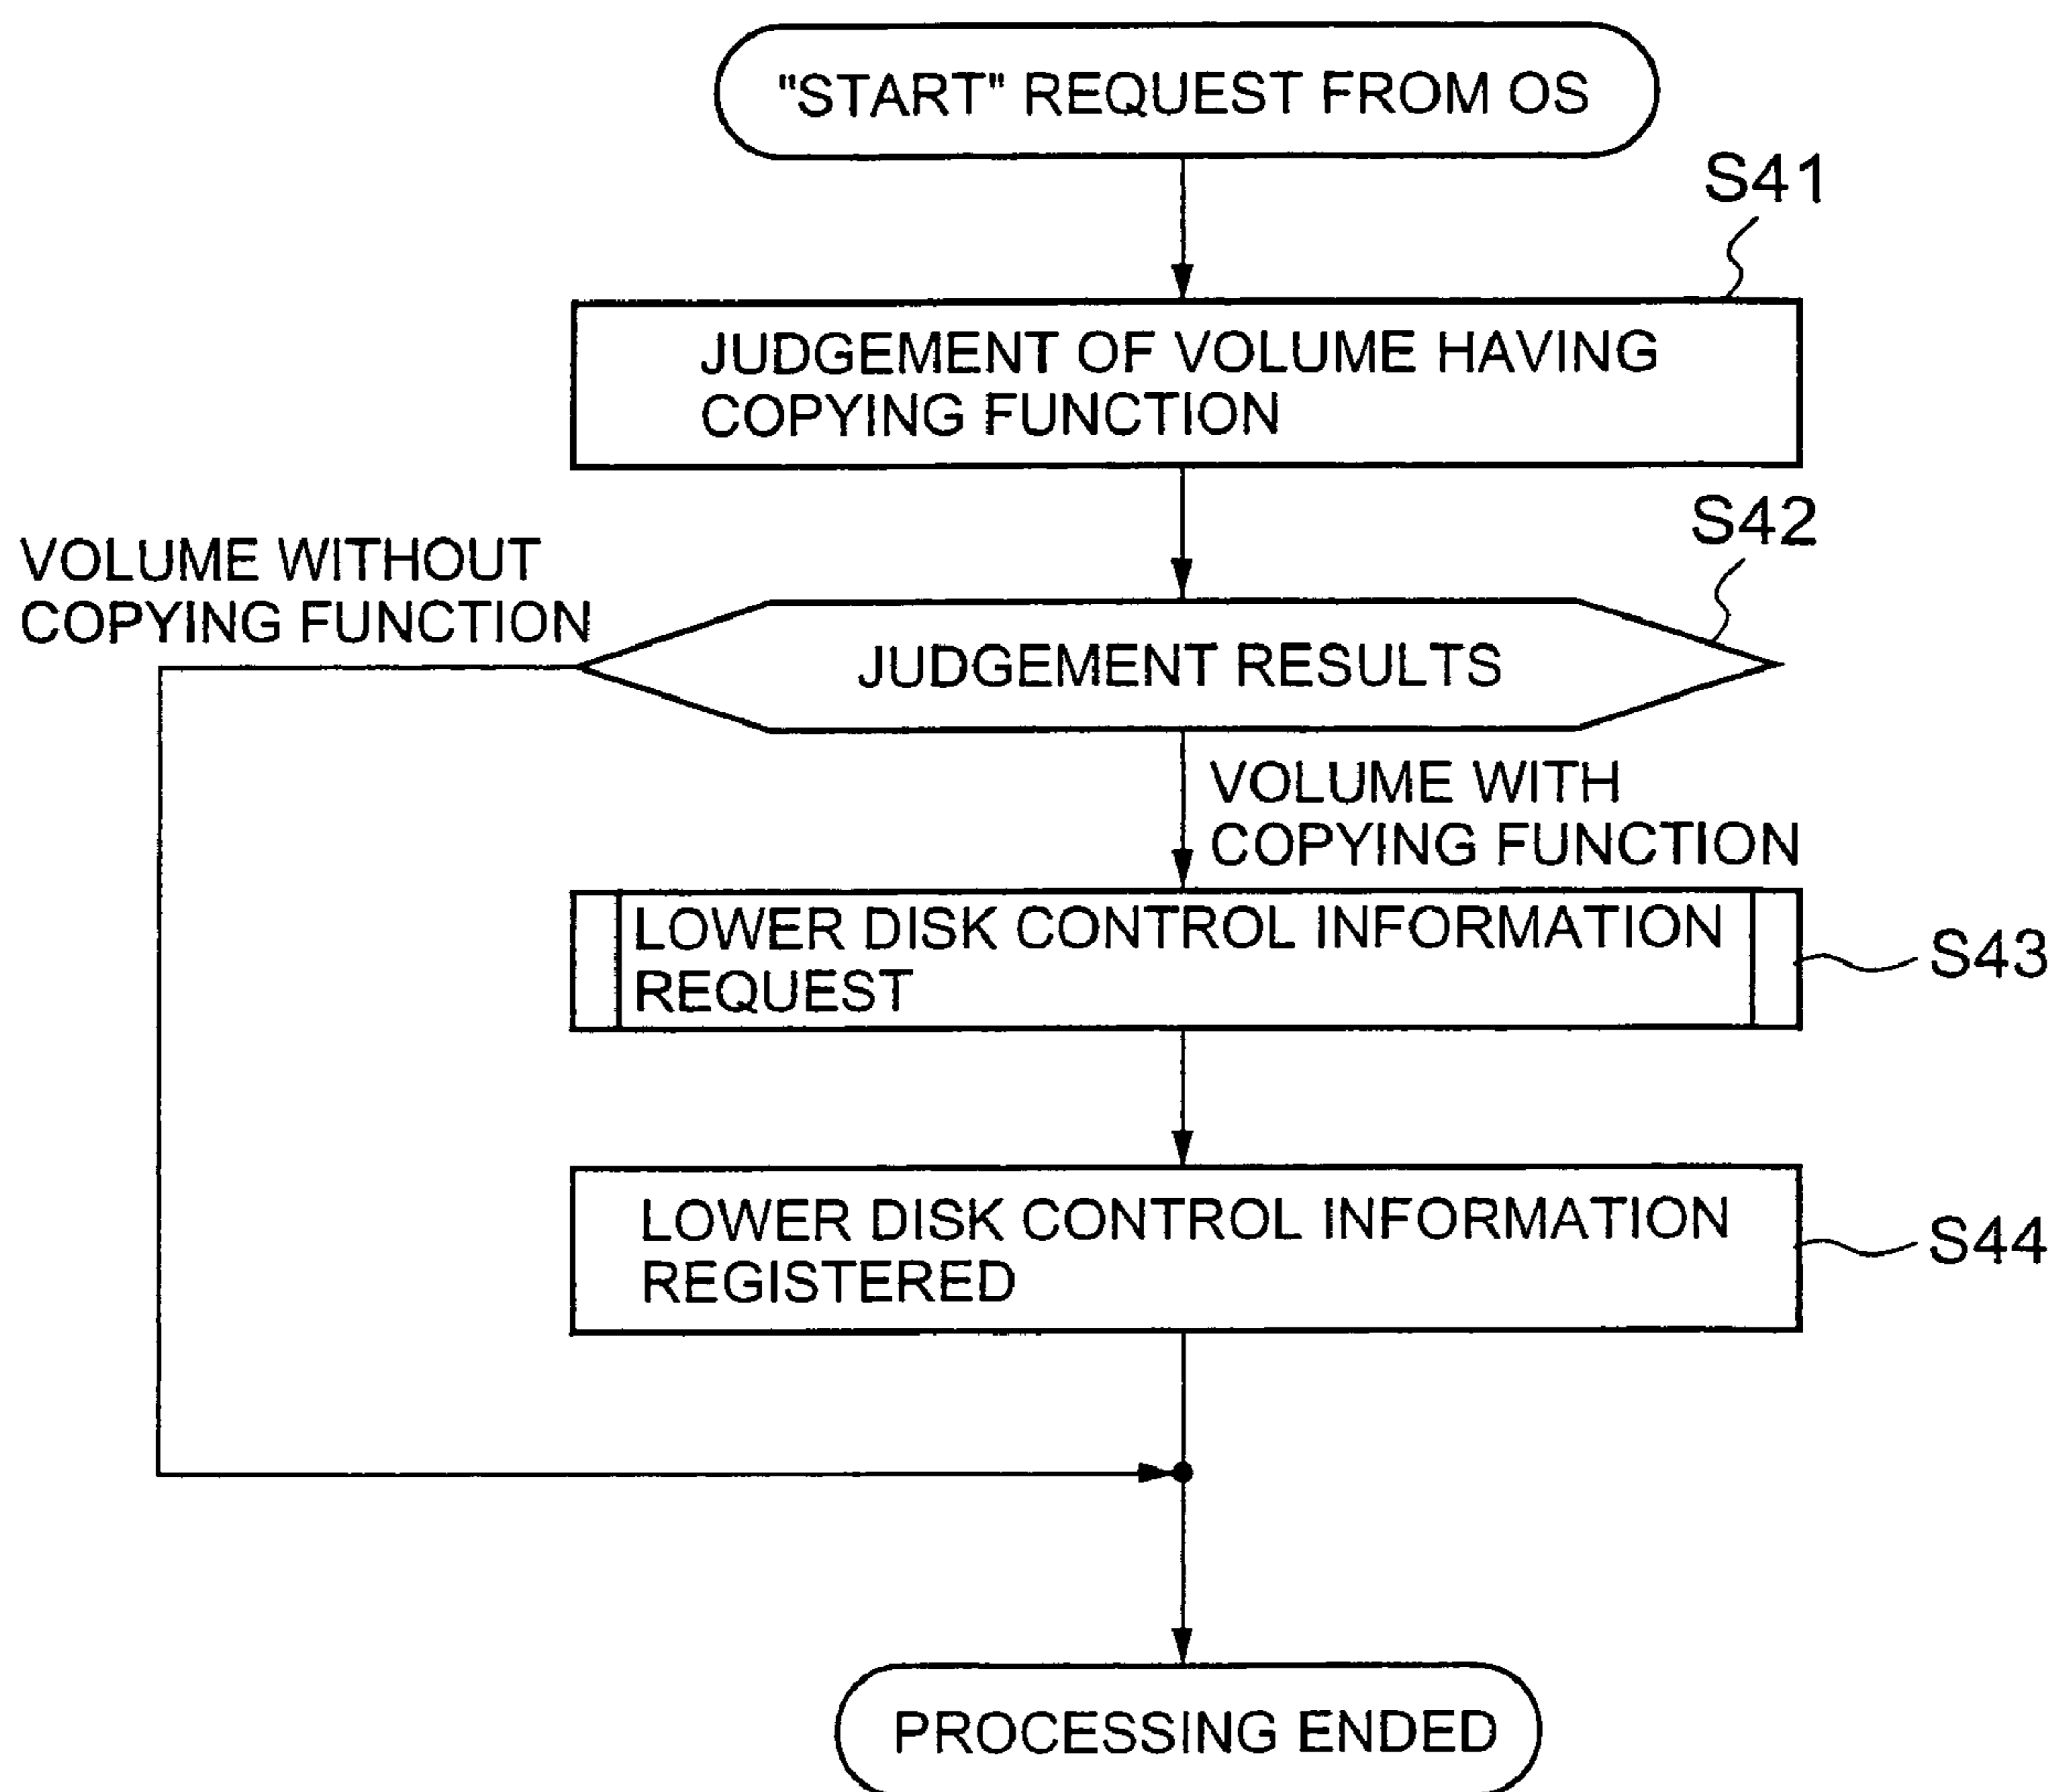 "START" REQUEST FROM OS
S41
JUDGEMENT OF VOLUME HAVING
COPYING FUNCTION
S42
VOLUME WITHOUT
COPYING FUNCTION
JUDGEMENT RESULTS
VOLUME WITH
COPYING FUNCTION
LOWER DISK CONTROL INFORMATION
REQUEST
S43
LOWER DISK CONTROL INFORMATION
REGISTERED
S44
PROCESSING ENDED